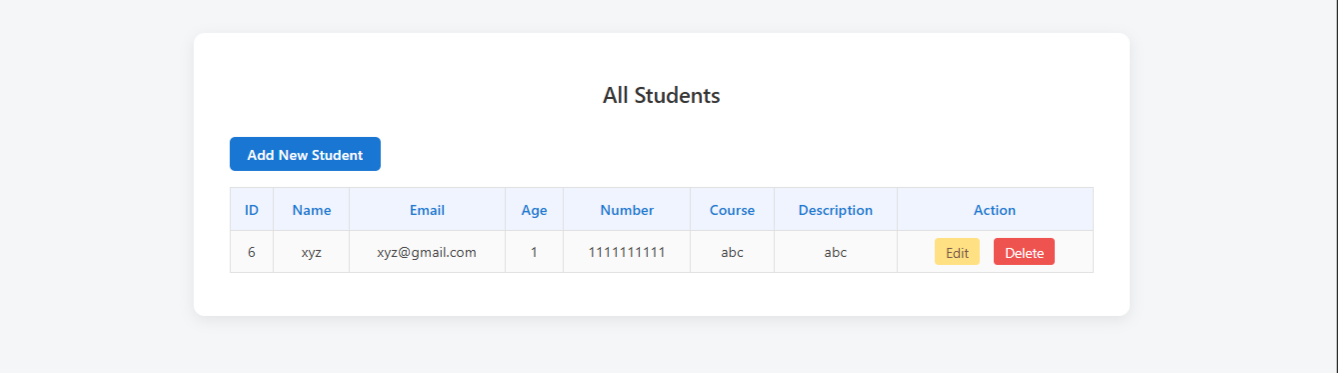 All Students
Add New Student
ID Name Email Age Number Course Description Action
6 xyz xyz@gmail.com 1 1111111111 abc abc Edit Delete